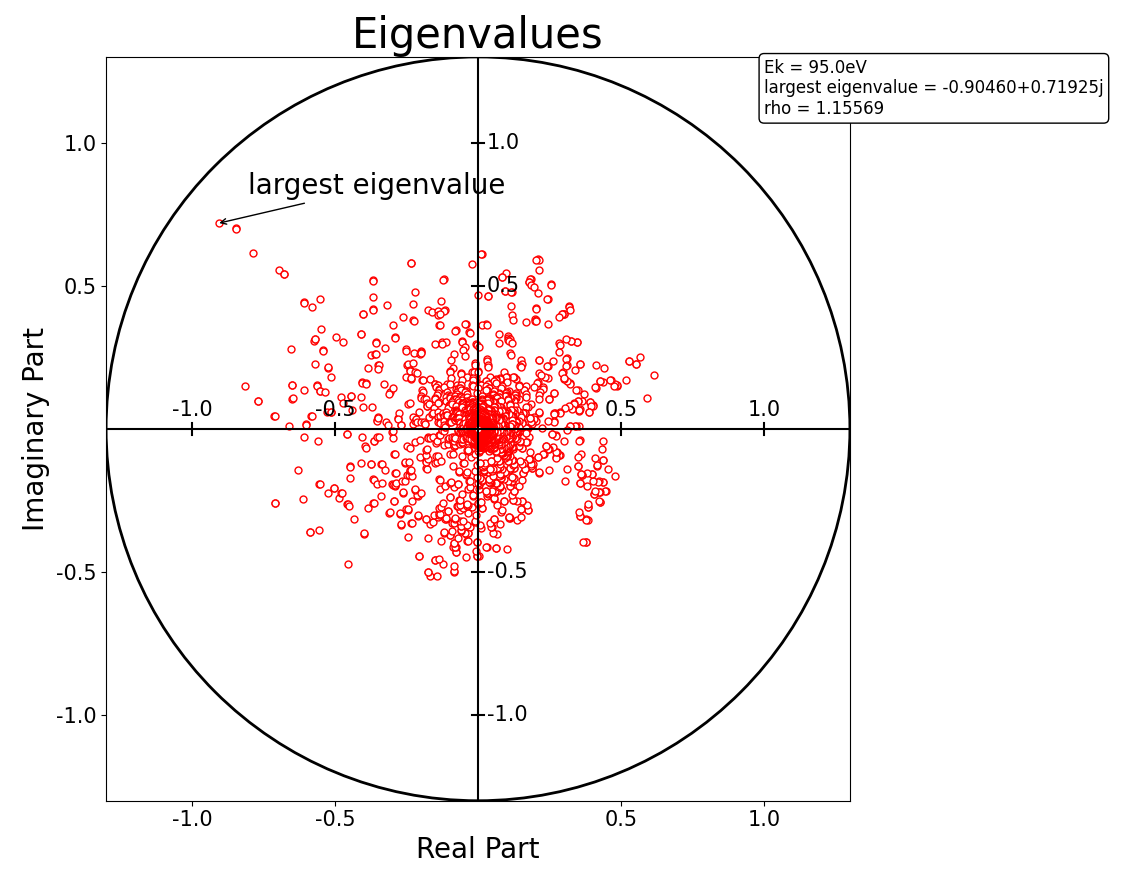 Eigenvalues
Ek = 95.0eV
largest eigenvalue = -0.90460+0.71925j
rho = 1.15569
1.0
1.0
largest eigenvalue
0.5
0.5
-1.0
-0.5
0.5
1.0
Imaginary Part
-0.5
-0.5
-1.0
-1.0
-1.0
-0.5
0.5
1.0
Real Part